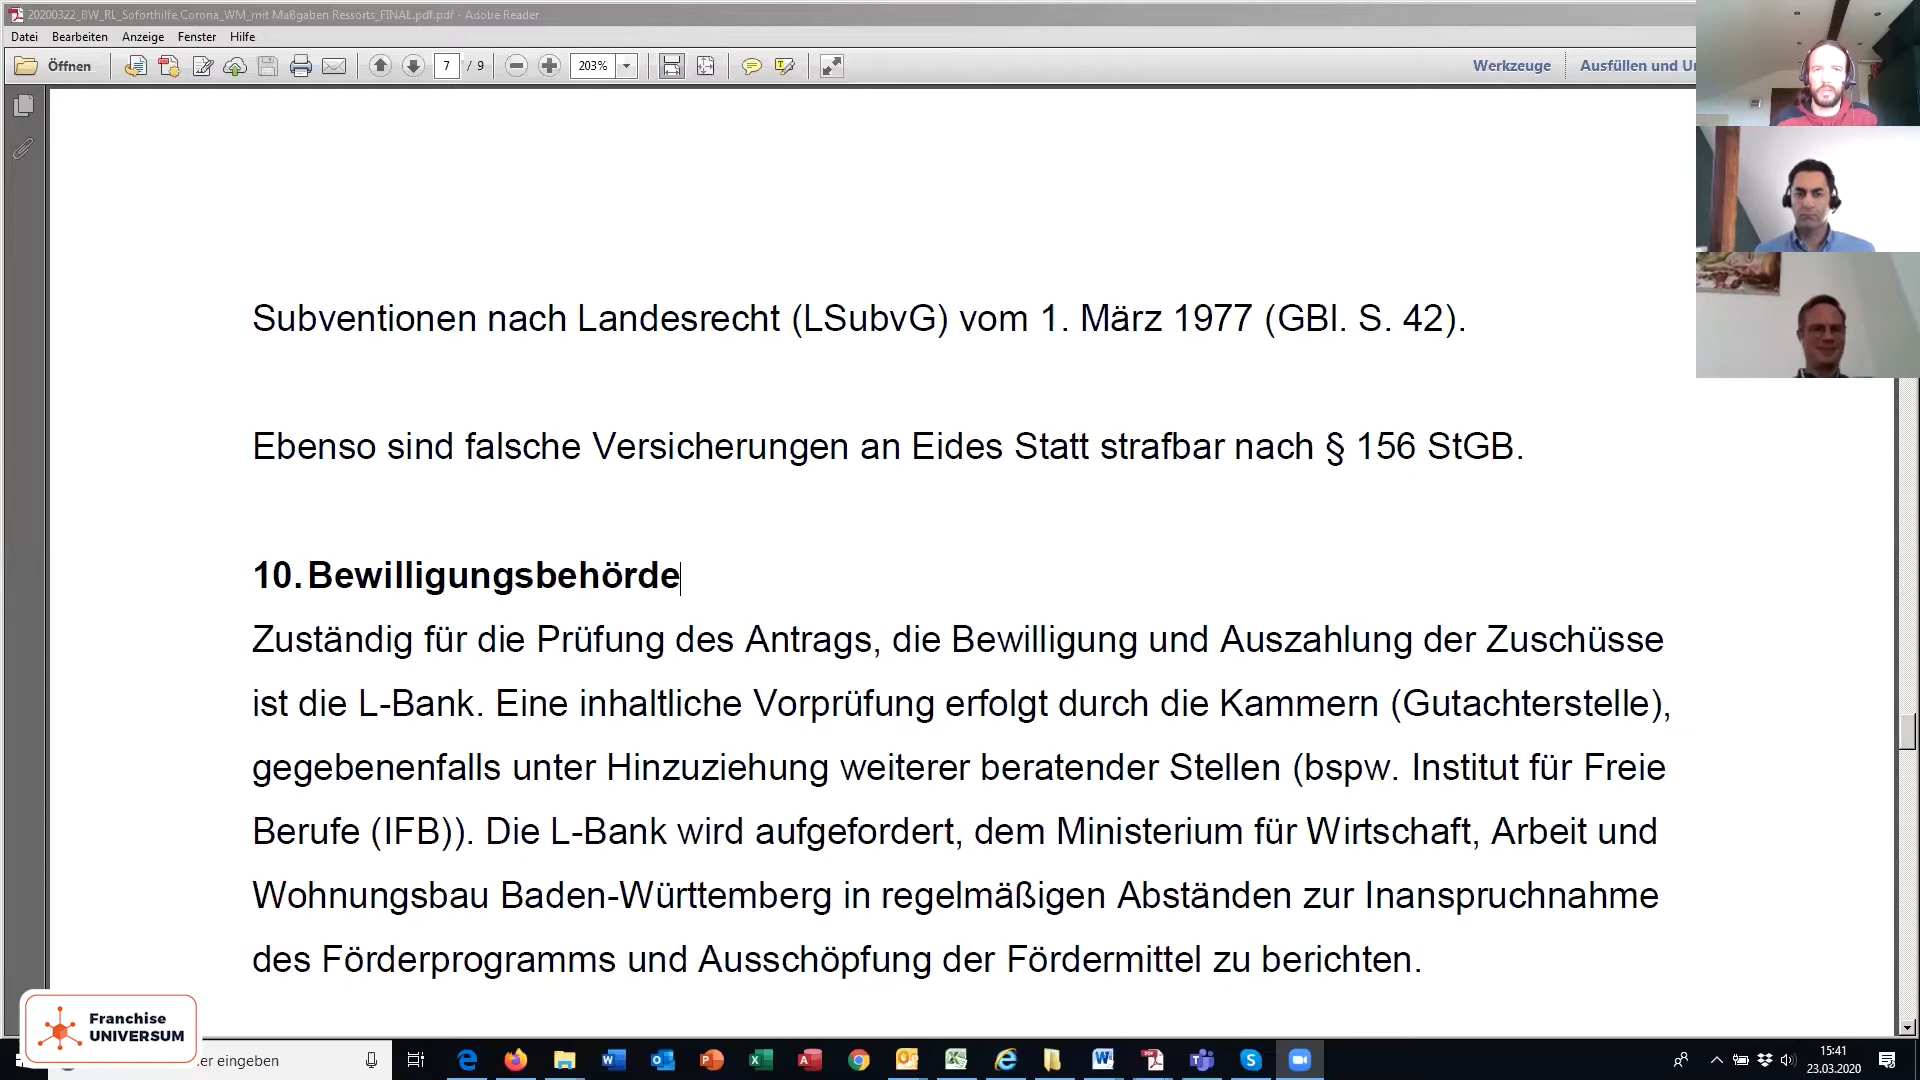 20200322_BW_RL_Soforthilfe Corona_WM_mit Maßgaben Ressorts_FINAL.pdf.pdf - Adobe Reader
Datei Bearbeiten Anzeige Fenster Hilfe
Öffnen 7 / 9 203% Werkzeuge Ausfüllen und
Subventionen nach Landesrecht (LSubvG) vom 1. März 1977 (GBl. S. 42).
Ebenso sind falsche Versicherungen an Eides Statt strafbar nach § 156 StGB.
10. Bewilligungsbehörde
Zuständig für die Prüfung des Antrags, die Bewilligung und Auszahlung der Zuschüsse
ist die L-Bank. Eine inhaltliche Vorprüfung erfolgt durch die Kammern (Gutachterstelle),
gegebenenfalls unter Hinzuziehung weiterer beratender Stellen (bspw. Institut für Freie
Berufe (IFB)). Die L-Bank wird aufgefordert, dem Ministerium für Wirtschaft, Arbeit und
Wohnungsbau Baden-Württemberg in regelmäßigen Abständen zur Inanspruchnahme
des Förderprogramms und Ausschöpfung der Fördermittel zu berichten.
Franchise
UNIVERSUM
er eingeben
15:41
23.03.2020